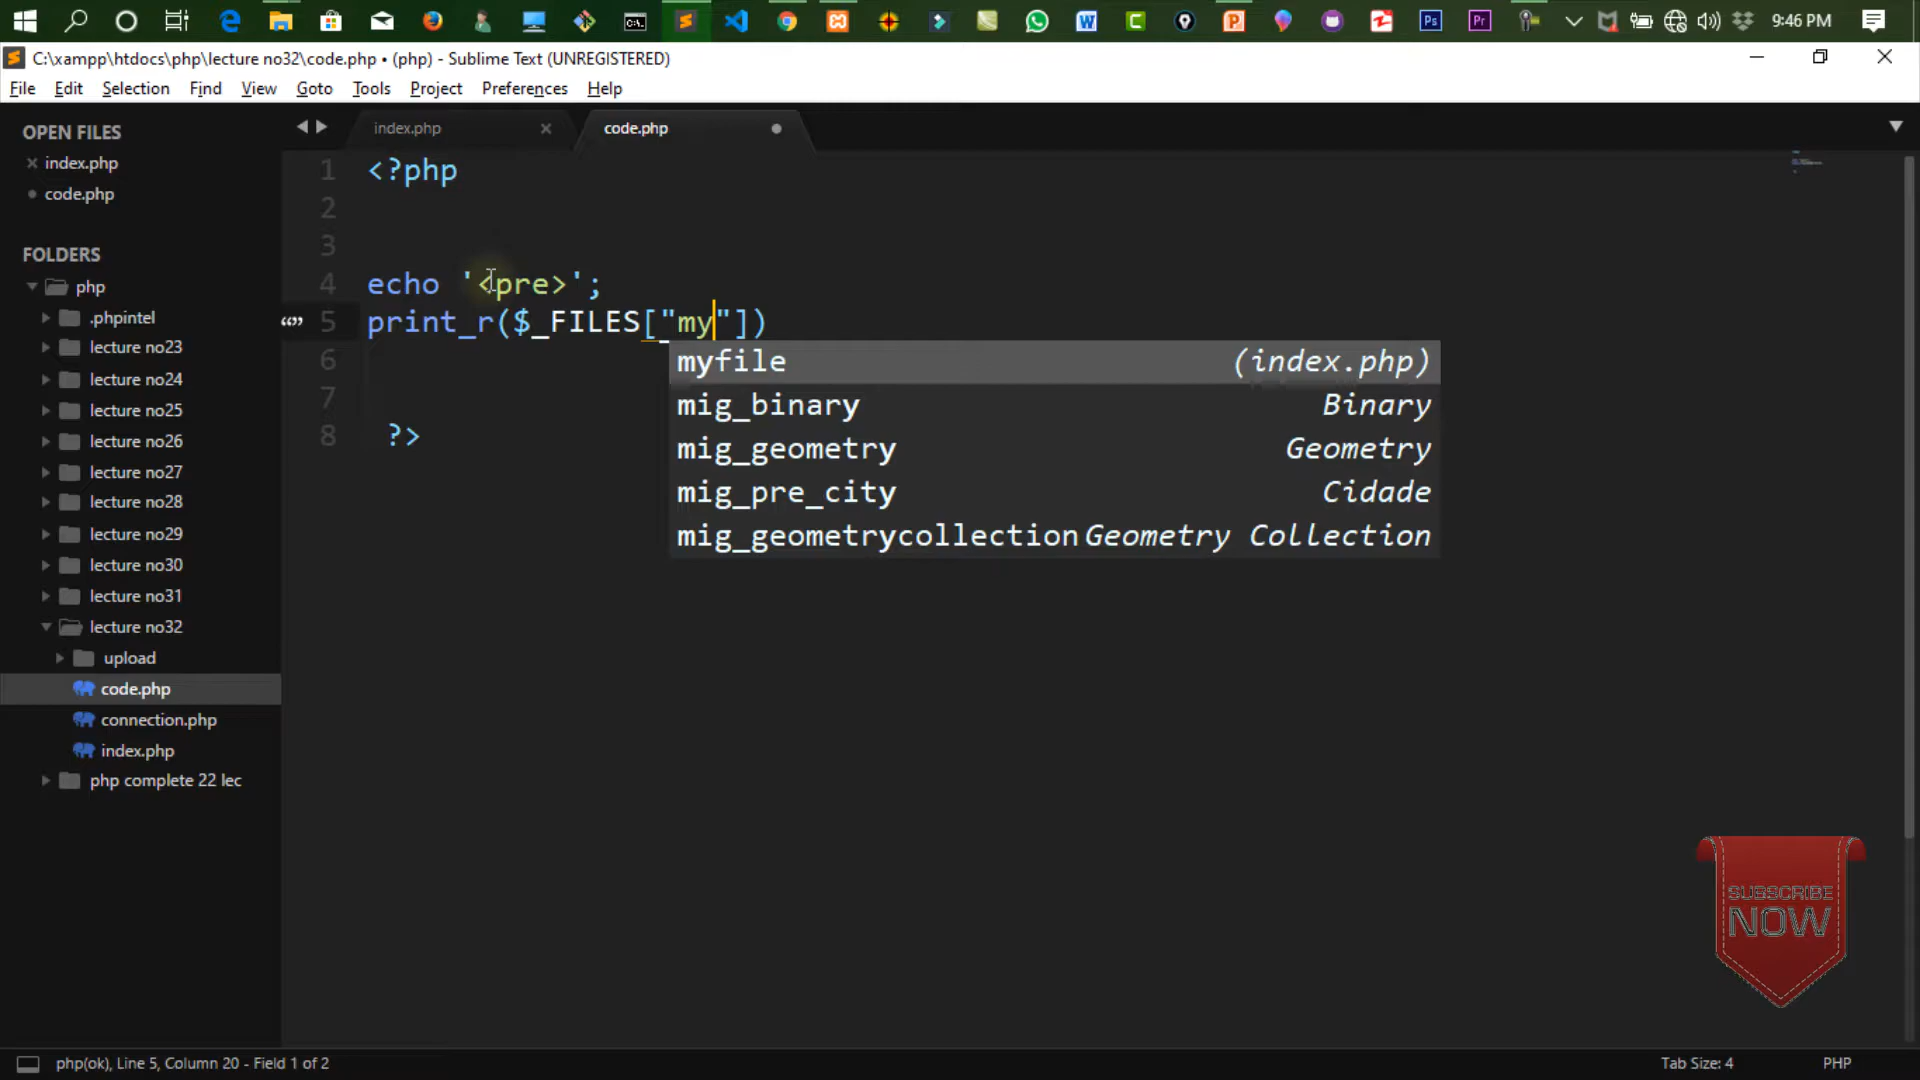 9:46 PM
C:\xampp\htdocs\php\lecture no32\code.php • (php) - Sublime Text (UNREGISTERED)
File Edit Selection Find View Goto Tools Project Preferences Help
OPEN FILES
index.php
code.php
FOLDERS
php
.phpintel
lecture no23
lecture no24
lecture no25
lecture no26
lecture no27
lecture no28
lecture no29
lecture no30
lecture no31
lecture no32
upload
code.php
connection.php
index.php
php complete 22 lec
index.php
code.php
1 <?php
2
3
4 echo '<pre>';
5 print_r($_FILES["my"])
6
7
8 ?>
myfile (index.php)
mig_binary Binary
mig_geometry Geometry
mig_pre_city Cidade
mig_geometrycollection Geometry Collection
SUBSCRIBE
NOW
php(ok), Line 5, Column 20 - Field 1 of 2
Tab Size: 4
PHP